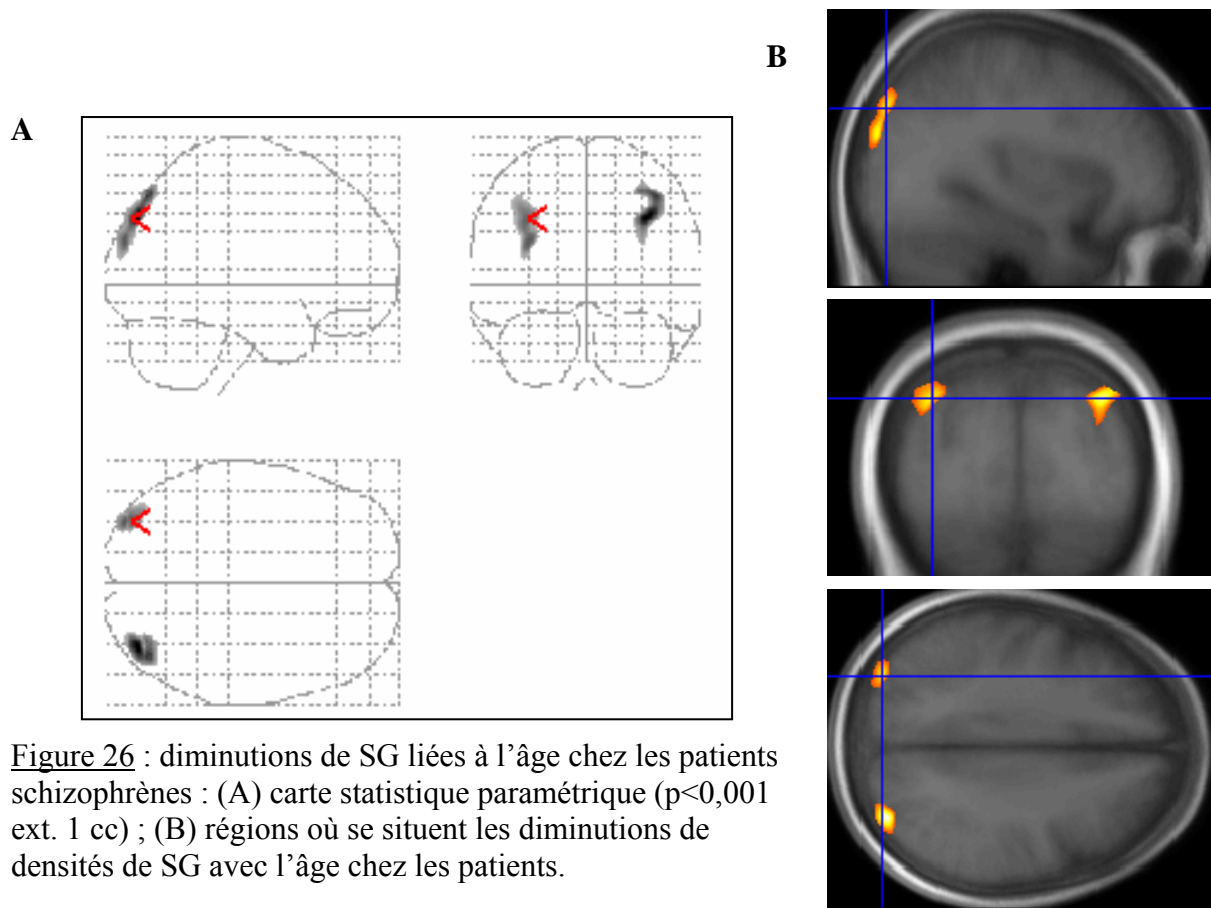 A
B
Figure 26 : diminutions de SG liées à l'âge chez les patients
schizophrènes : (A) carte statistique paramétrique (p<0,001
ext. 1 cc) ; (B) régions où se situent les diminutions de
densités de SG avec l'âge chez les patients.